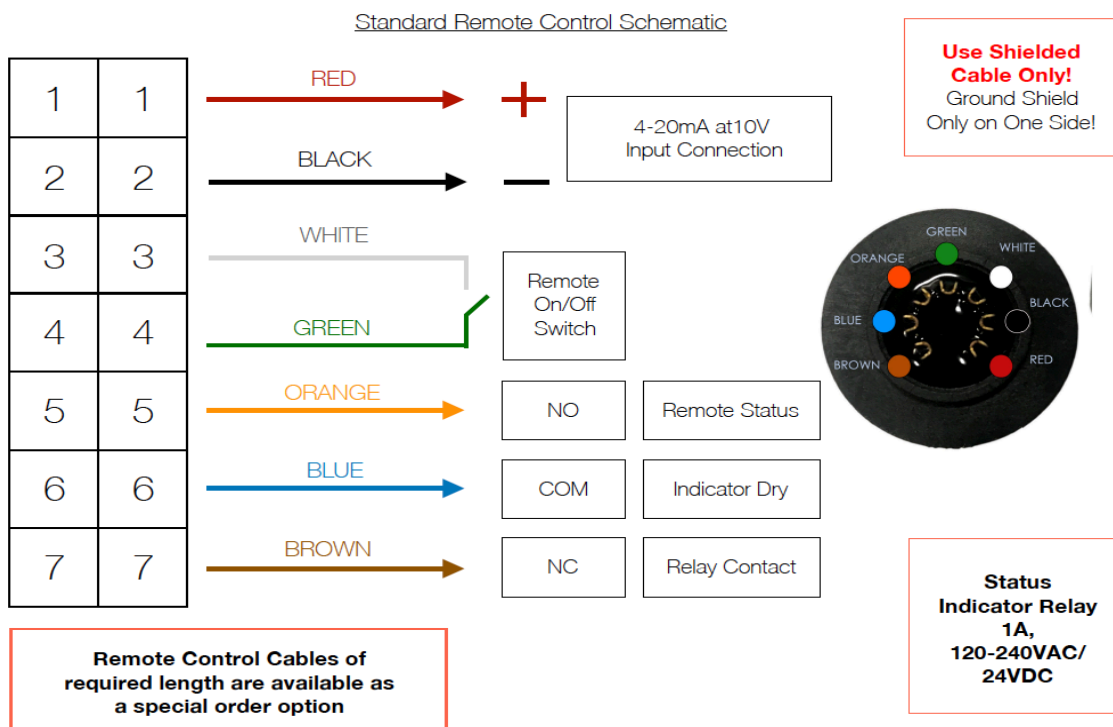 Standard Remote Control Schematic
Use Shielded
Cable Only!
Ground Shield
Only on One Side!
1 1
RED
+
4-20mA at10V
Input Connection
2 2
BLACK
−
3 3
WHITE
Remote
On/Off
Switch
4 4
GREEN
5 5
ORANGE
NO
Remote Status
6 6
BLUE
COM
Indicator Dry
7 7
BROWN
NC
Relay Contact
GREEN
WHITE
ORANGE
BLACK
BLUE
BROWN
RED
Remote Control Cables of
required length are available as
a special order option
Status
Indicator Relay
1A,
120-240VAC/
24VDC